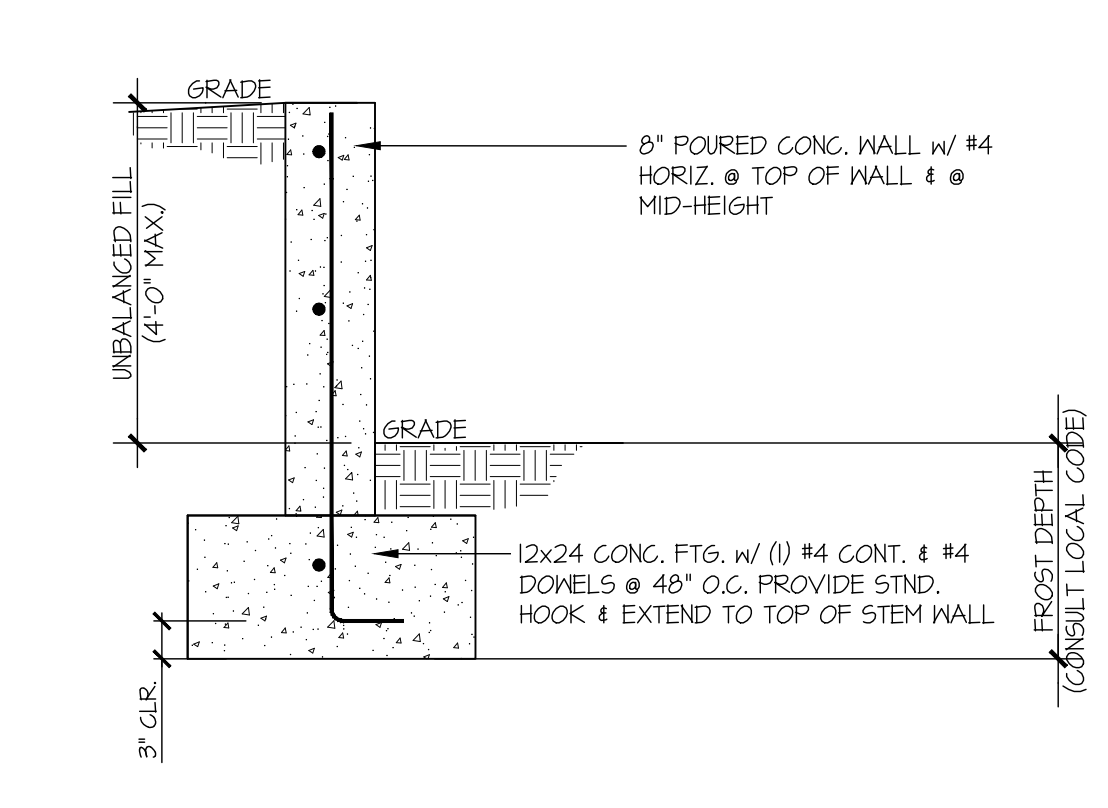 GRADE
8" POURED CONC. WALL w/ #4
HORIZ. @ TOP OF WALL & @
MID-HEIGHT
UNBALANCED FILL
(4'-0" MAX.)
GRADE
12x24 CONC. FTG. w/ (1) #4 CONT. & #4
DOWELS @ 48" O.C. PROVIDE STND.
HOOK & EXTEND TO TOP OF STEM WALL
FROST DEPTH
(CONSULT LOCAL CODE)
3" CLR.